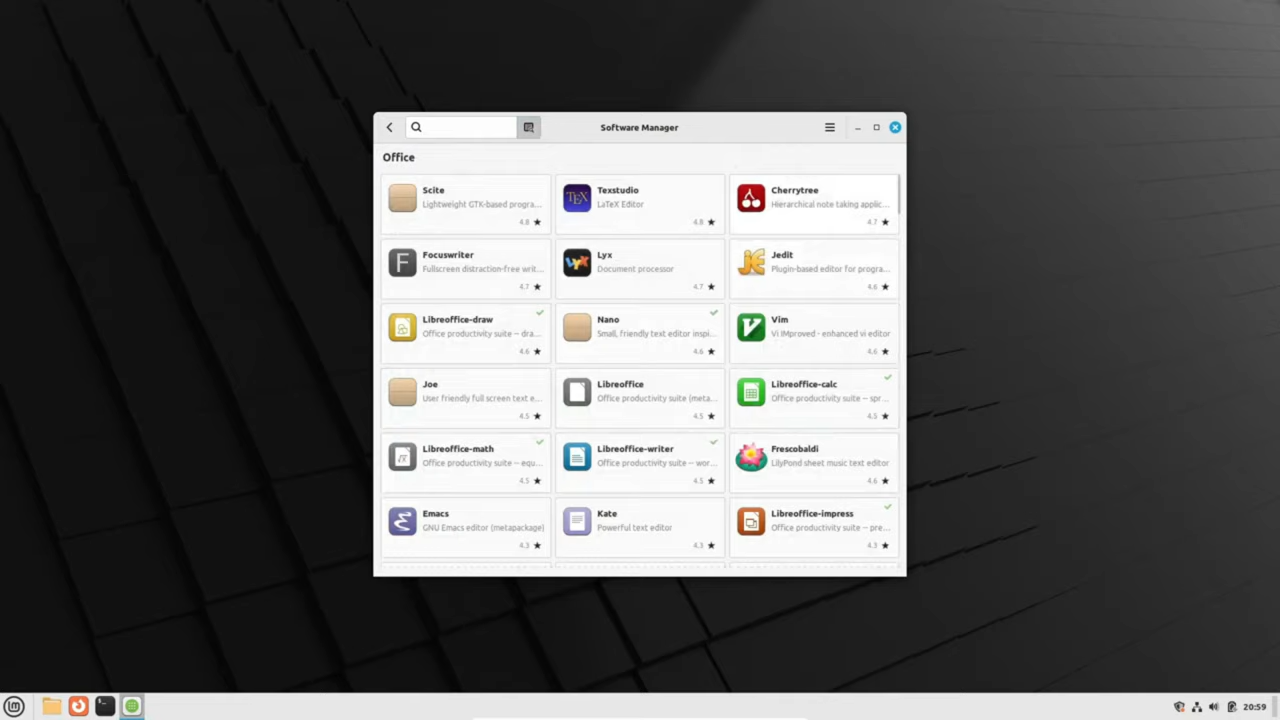 Software Manager
Office
Scite
Lightweight GTK-based progra...
4.8 ★
Texstudio
LaTeX Editor
4.8 ★
Cherrytree
Hierarchical note taking applic...
4.7 ★
Focuswriter
Fullscreen distraction-free writ...
4.7 ★
Lyx
Document processor
4.7 ★
Jedit
Plugin-based editor for progra...
4.6 ★
Libreoffice-draw
Office productivity suite -- dra...
4.6 ★
Nano
Small, friendly text editor inspi...
4.6 ★
Vim
Vi IMproved - enhanced vi editor
4.6 ★
Joe
User friendly full screen text e...
4.5 ★
Libreoffice
Office productivity suite (meta...
4.5 ★
Libreoffice-calc
Office productivity suite -- spr...
4.5 ★
Libreoffice-math
Office productivity suite -- equ...
4.5 ★
Libreoffice-writer
Office productivity suite -- wor...
4.5 ★
Frescobaldi
LilyPond sheet music text editor
4.6 ★
Emacs
GNU Emacs editor (metapackage)
4.3 ★
Kate
Powerful text editor
4.3 ★
Libreoffice-impress
Office productivity suite -- pre...
4.3 ★
20:59